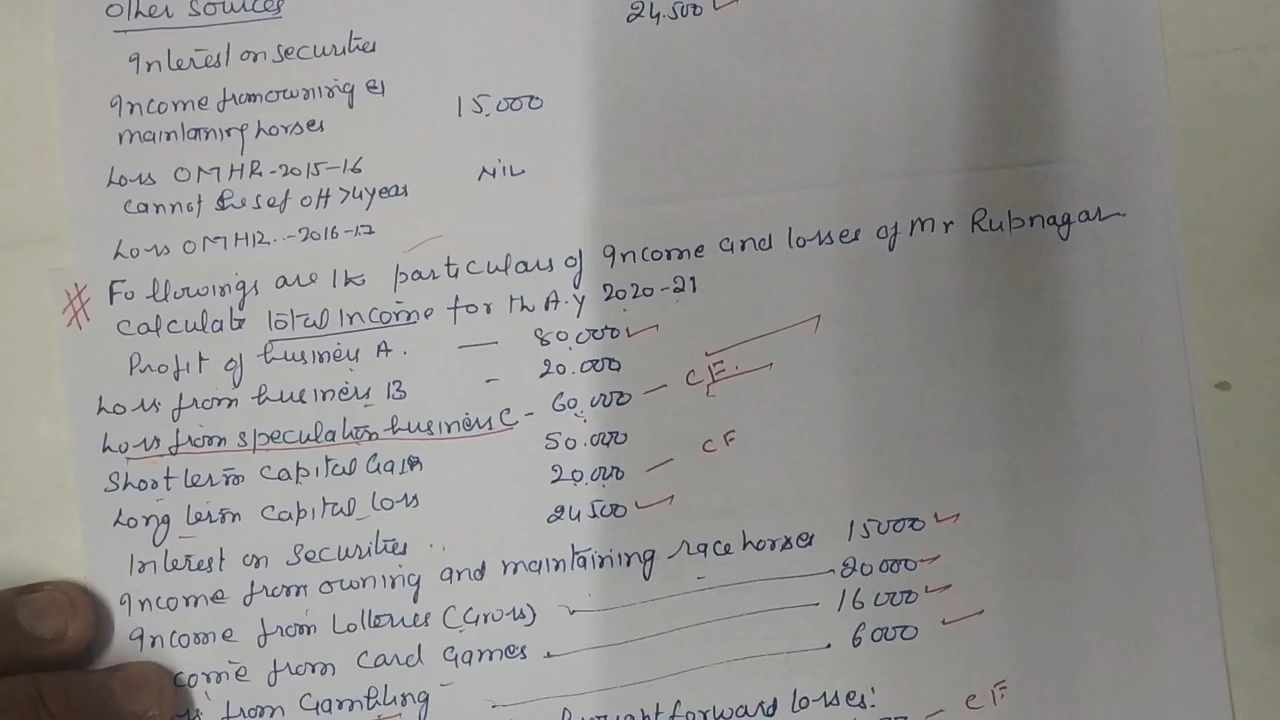 Other Sources
24.500
Interest on securities
Income from owning &
maintaining horses 15,000
Loss OMHR-2015-16 NIL
cannot be set off >4year
Loss OMHR..-2016-17
# Followings are the particulars of Income and losses of Mr Rubnagar
calculate total Income for the A.Y 2020-21
Profit of business A. — 80,000
Loss from business B - 20.000
Loss from speculation business C - 60,000 — CF.
Short term capital Gain 50.000
Long term capital loss 20.000 — CF
Interest on securities.. 24500
Income from owning and maintaining race horses 15000
Income from Lotteries (Gross) 20000
come from Card Games 16000
from Gambling 6000
forward losses: — CF